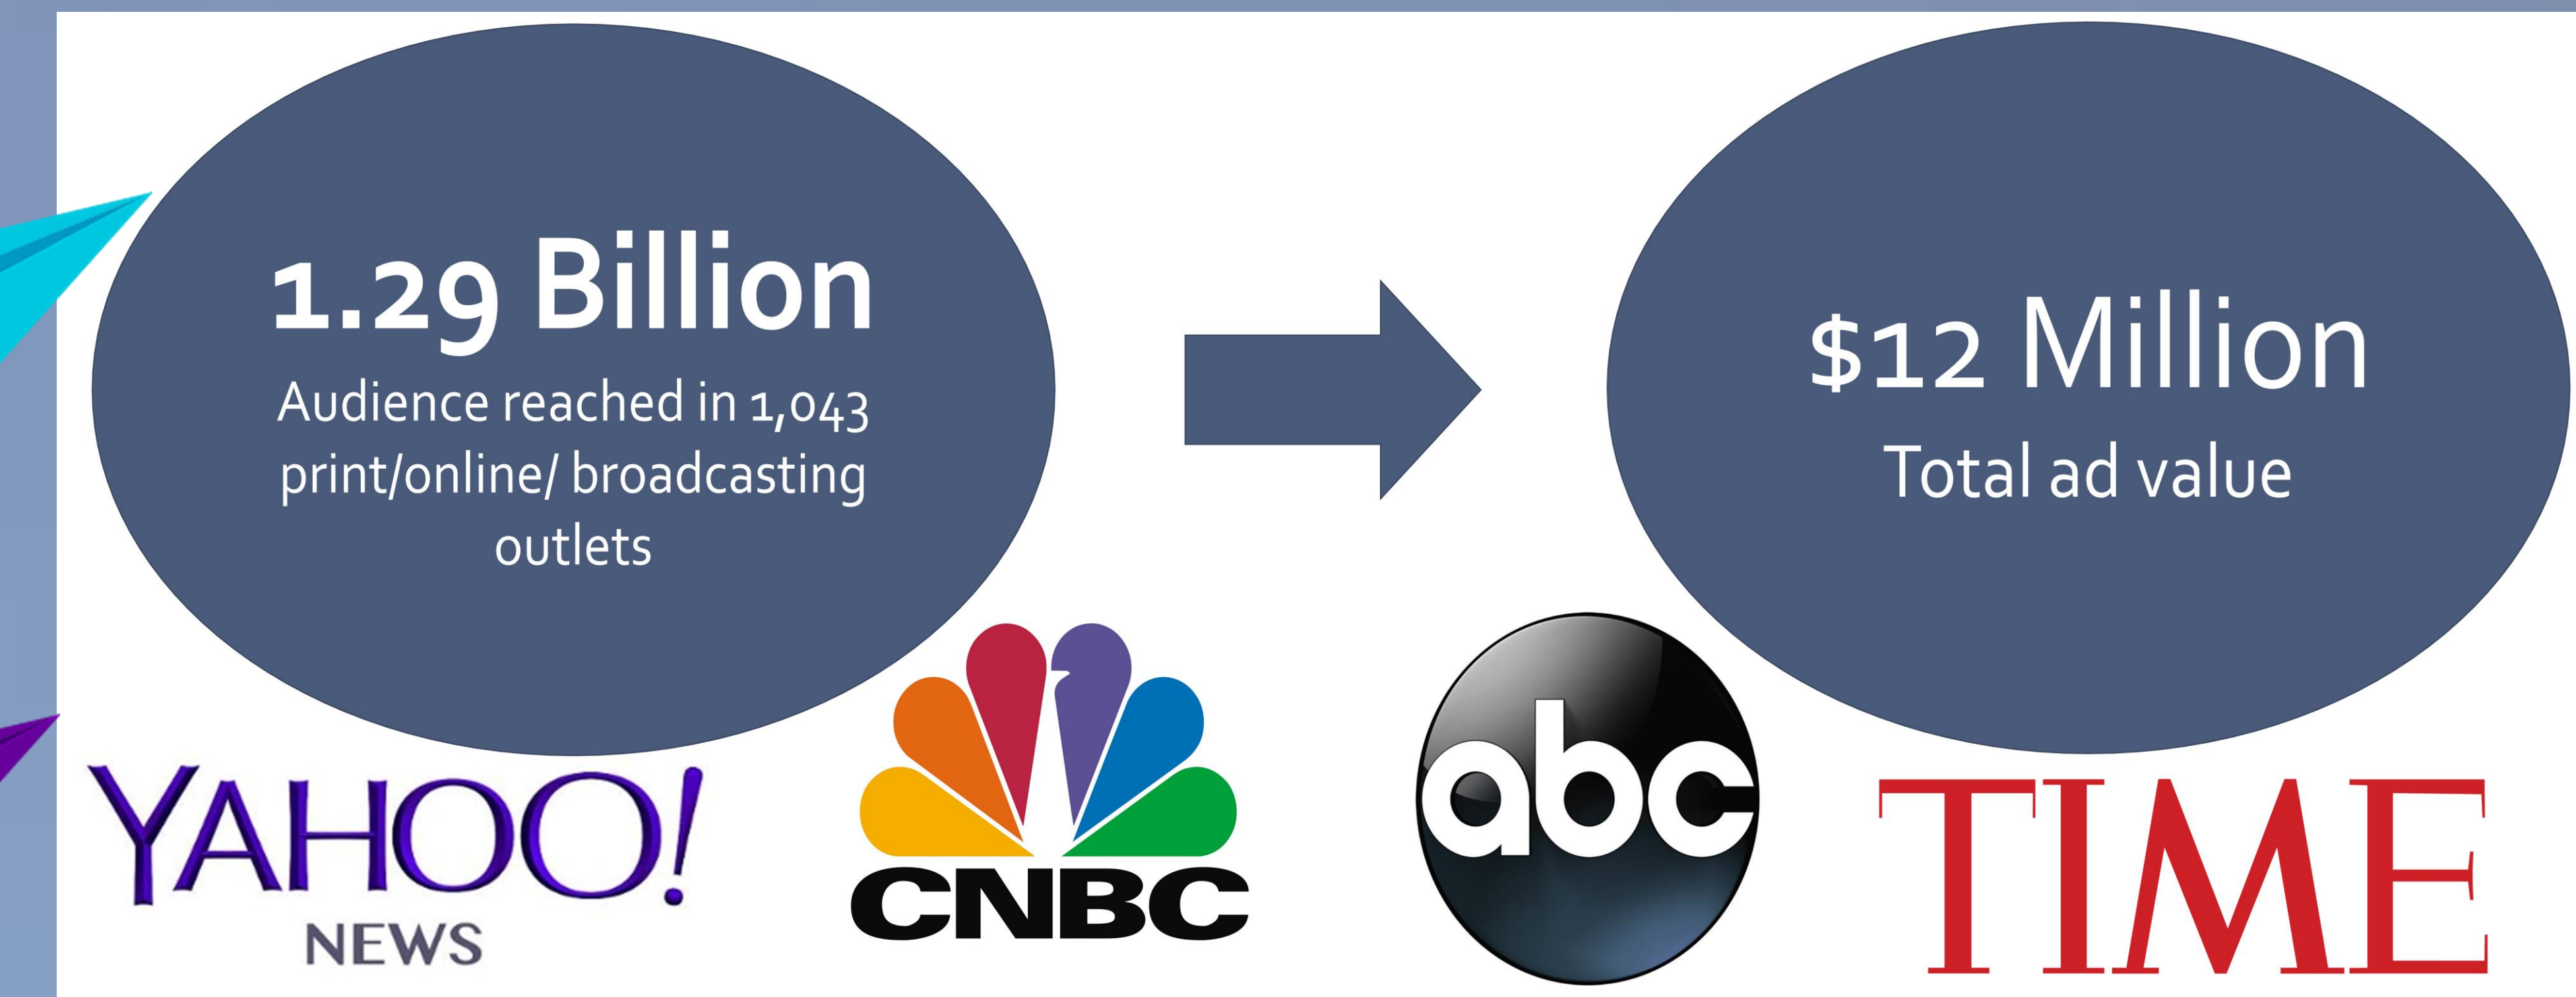 1.29 Billion
Audience reached in 1,043
print/online/ broadcasting
outlets
$12 Million
Total ad value
YAHOO!
NEWS
CNBC
abc
TIME